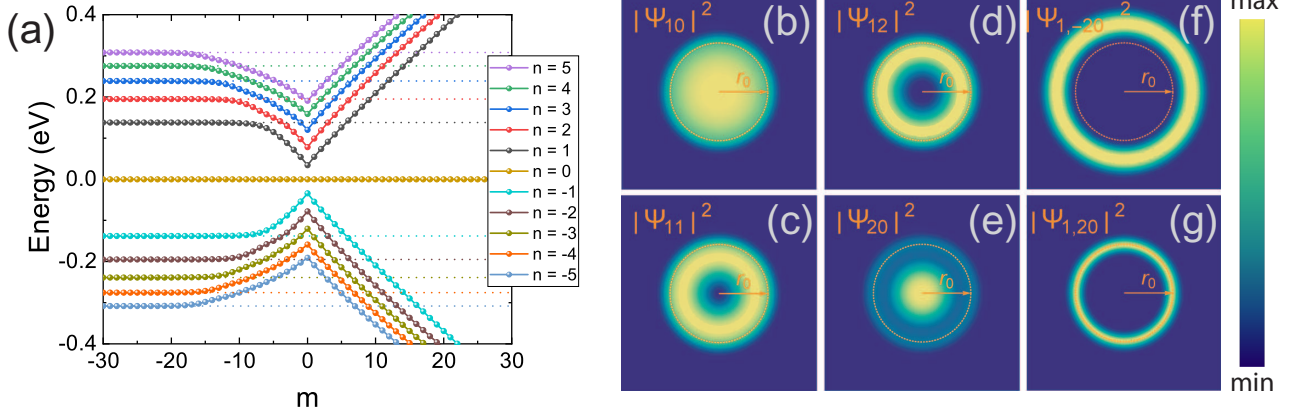 (a)
Energy (eV)
0.4
0.2
0.0
-0.2
-0.4
-30 -20 -10 0 10 20 30
m
n = 5
n = 4
n = 3
n = 2
n = 1
n = 0
n = -1
n = -2
n = -3
n = -4
n = -5
|Ψ₁₀|² (b)
r₀
|Ψ₁₂|² (d)
r₀
|Ψ₁,₋₂₀|² (f)
r₀
|Ψ₁₁|² (c)
r₀
|Ψ₂₀|² (e)
r₀
|Ψ₁,₂₀|² (g)
r₀
max
min